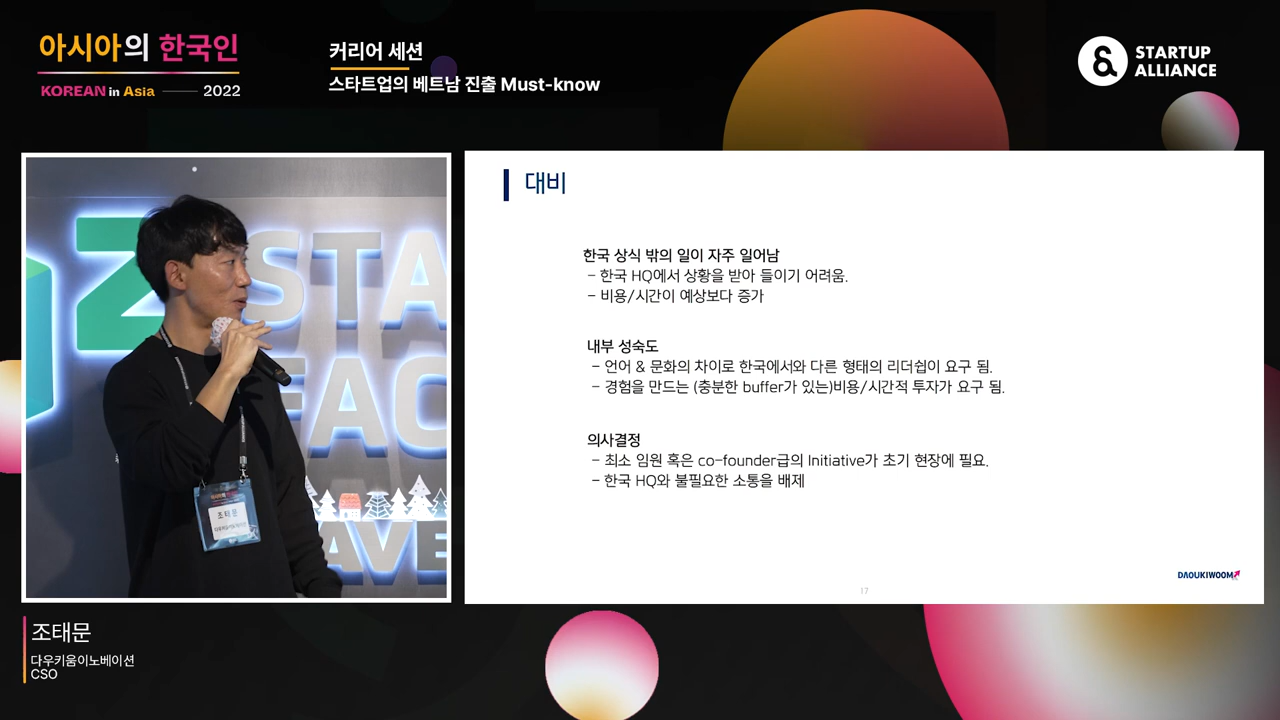 아시아의 한국인
KOREAN in Asia 2022
커리어 세션
스타트업의 베트남 진출 Must-know
STARTUP
ALLIANCE
STA
FAC
AVE
조태문
대비
한국 상식 밖의 일이 자주 일어남
– 한국 HQ에서 상황을 받아 들이기 어려움.
– 비용/시간이 예상보다 증가
내부 성숙도
– 언어 & 문화의 차이로 한국에서와 다른 형태의 리더쉽이 요구 됨.
– 경험을 만드는 (충분한 buffer가 있는)비용/시간적 투자가 요구 됨.
의사결정
– 최소 임원 혹은 co-founder급의 Initiative가 초기 현장에 필요.
– 한국 HQ와 불필요한 소통을 배제
DAOUKIWOOM
17
조태문
다우키움이노베이션
CSO